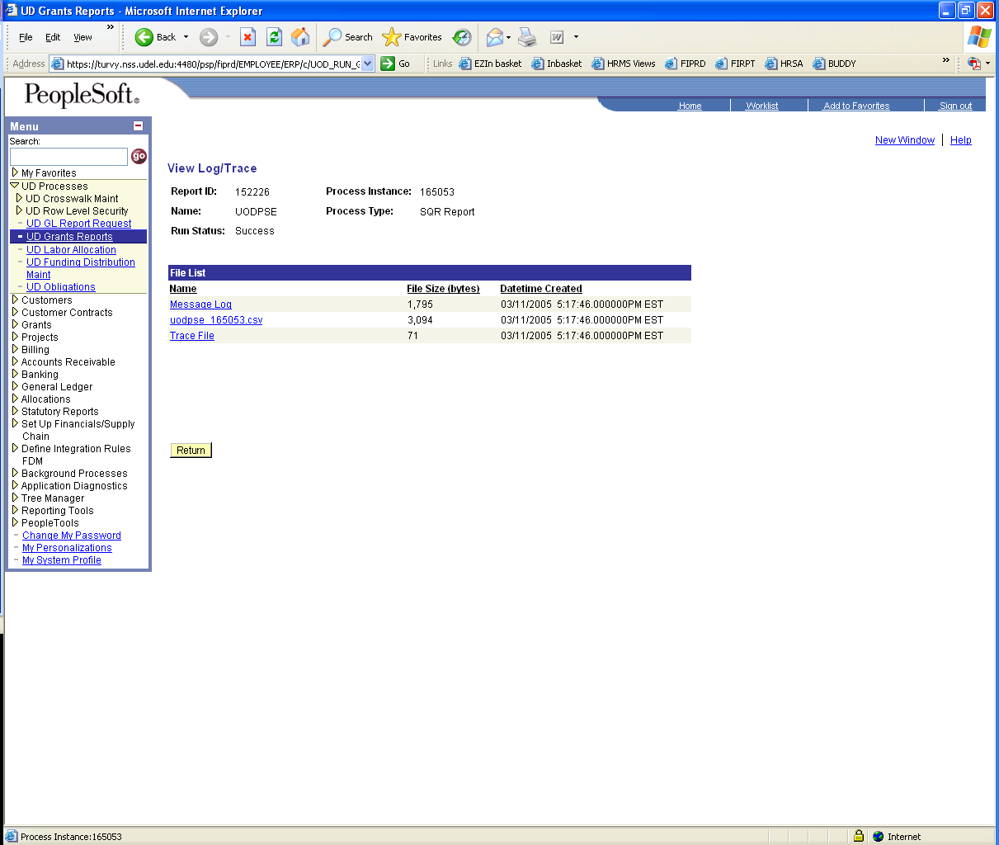 UD Grants Reports - Microsoft Internet Explorer
File Edit View » Back Search Favorites
Address https://turvy.nss.udel.edu:4480/psp/fiprd/EMPLOYEE/ERP/c/UOD_RUN_ Go Links EZIn basket Inbasket HRMS Views FIPRD FIRPT HRSA BUDDY »
PeopleSoft.
Home Worklist Add to Favorites Sign out
New Window Help
Menu
Search:
go
My Favorites
UD Processes
UD Crosswalk Maint
UD Row Level Security
UD GL Report Request
UD Grants Reports
UD Labor Allocation
UD Funding Distribution
Maint
UD Obligations
Customers
Customer Contracts
Grants
Projects
Billing
Accounts Receivable
Banking
General Ledger
Allocations
Statutory Reports
Set Up Financials/Supply
Chain
Define Integration Rules
FDM
Background Processes
Application Diagnostics
Tree Manager
Reporting Tools
PeopleTools
Change My Password
My Personalizations
My System Profile
View Log/Trace
Report ID: 152226 Process Instance: 165053
Name: UODPSE Process Type: SQR Report
Run Status: Success
File List
Name File Size (bytes) Datetime Created
Message Log 1,795 03/11/2005 5:17:46.000000PM EST
uodpse_165053.csv 3,094 03/11/2005 5:17:46.000000PM EST
Trace File 71 03/11/2005 5:17:46.000000PM EST
Return
Process Instance:165053 Internet